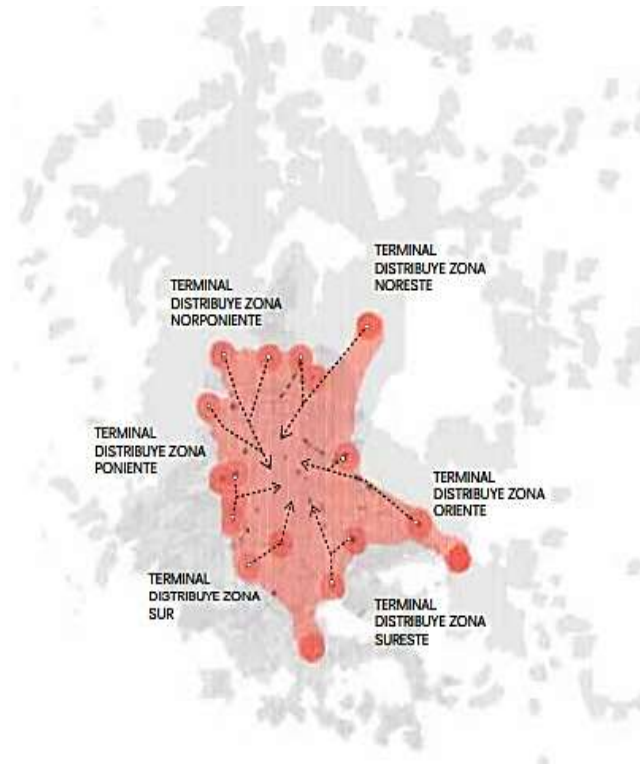 TERMINAL
DISTRIBUYE ZONA
NORESTE
TERMINAL
DISTRIBUYE ZONA
NORPONIENTE
TERMINAL
DISTRIBUYE ZONA
PONIENTE
TERMINAL
DISTRIBUYE ZONA
ORIENTE
TERMINAL
DISTRIBUYE ZONA
SUR
TERMINAL
DISTRIBUYE ZONA
SURESTE